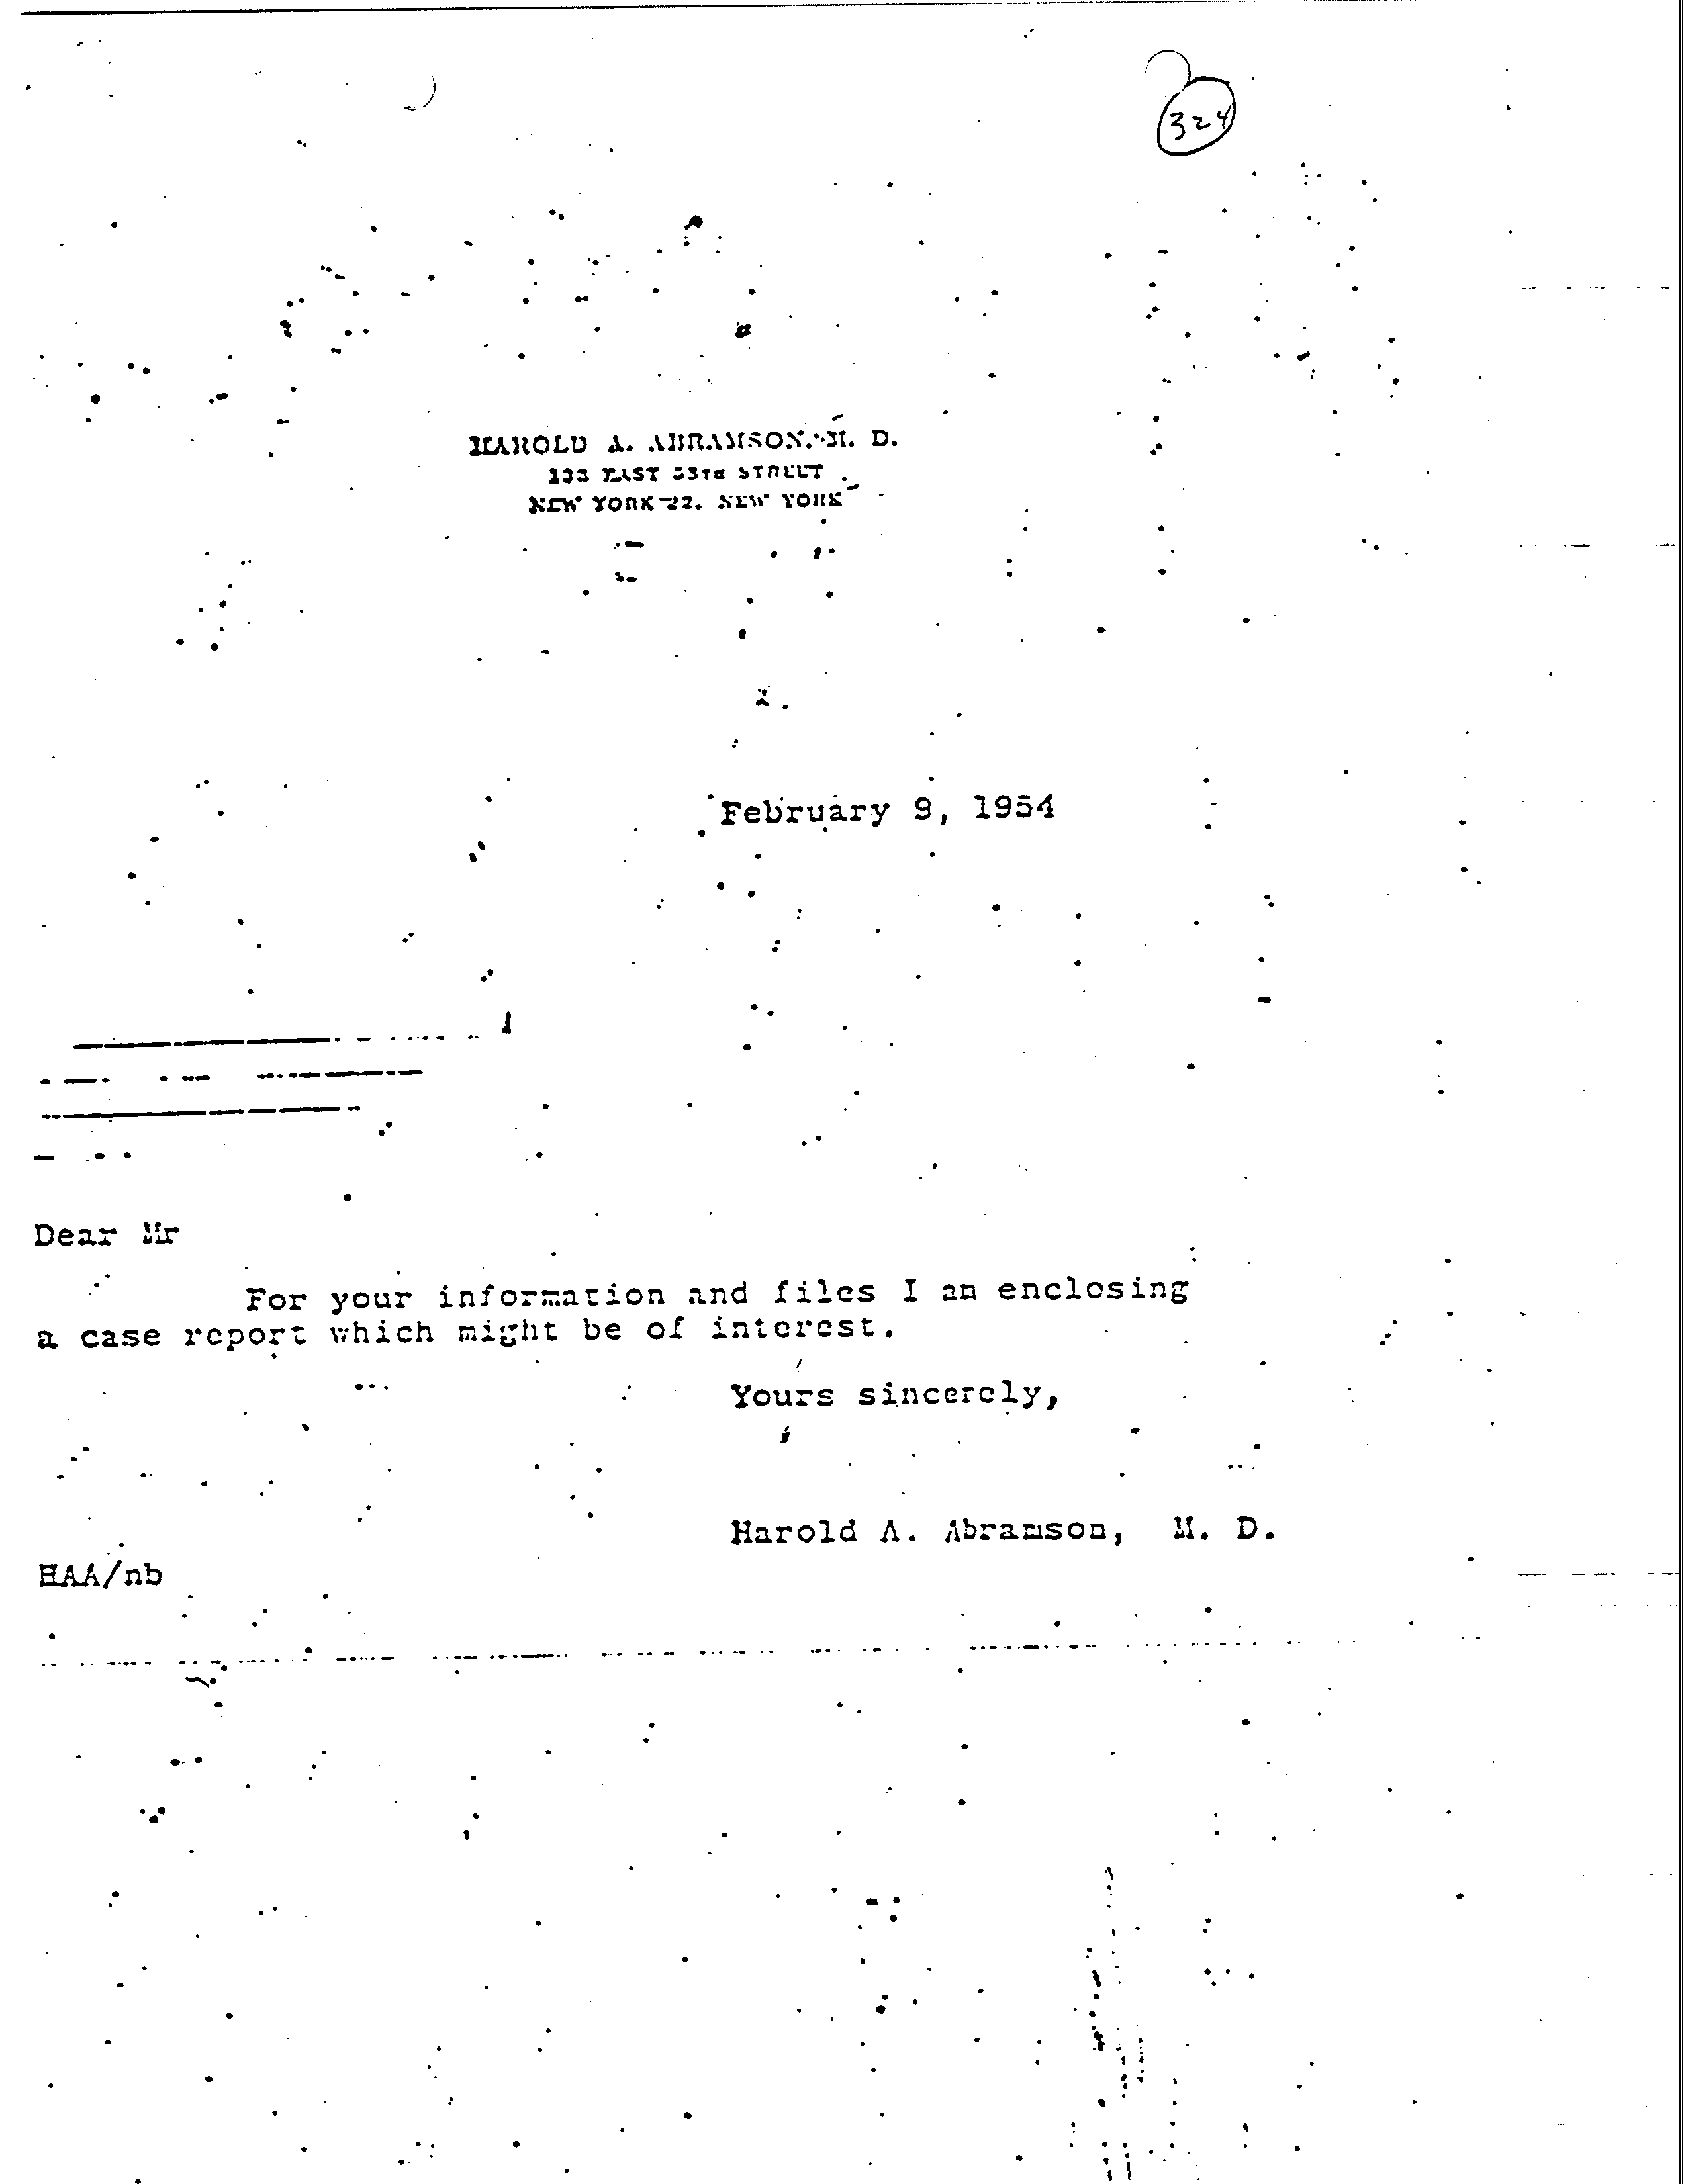 324
HAROLD A. ABRAMSON, M. D.
133 EAST 58TH STREET
NEW YORK 22, NEW YORK
February 9, 1954
Dear Mr
For your information and files I am enclosing
a case report which might be of interest.
Yours sincerely,
Harold A. Abramson, M. D.
HAA/nb